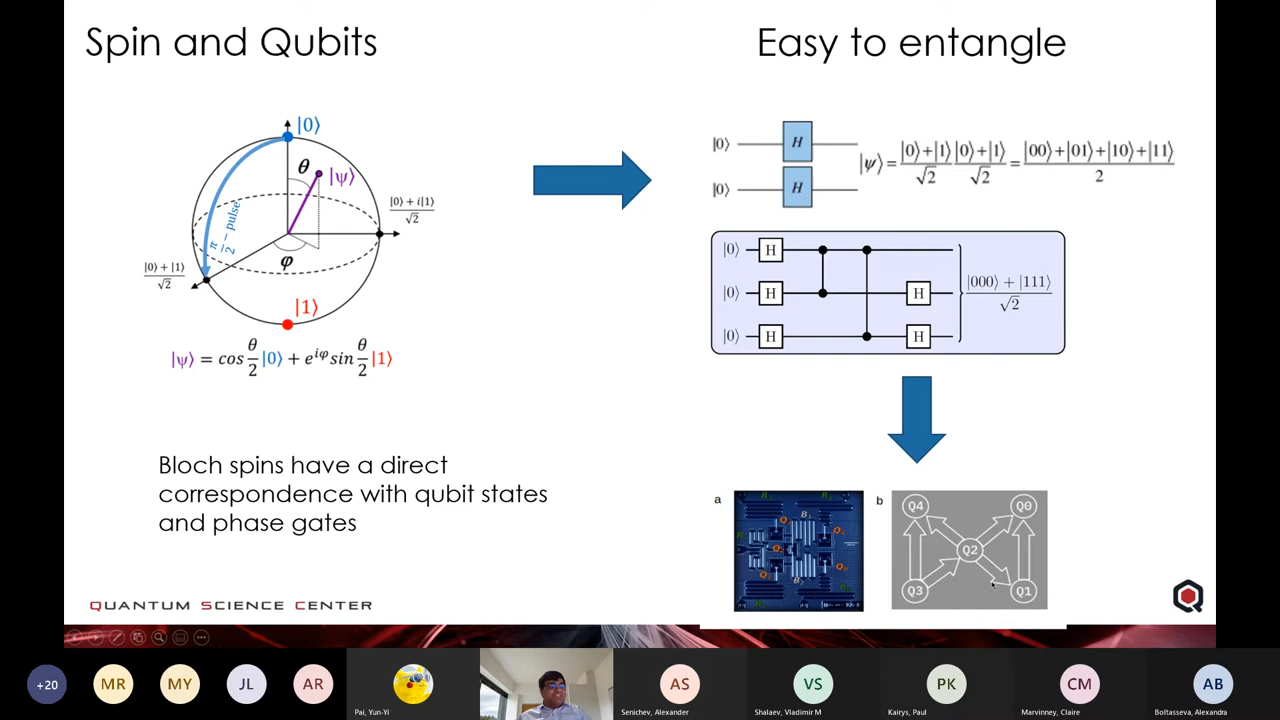 Spin and Qubits
Easy to entangle
|0⟩
θ
|ψ⟩
π/2 – pulse
|0⟩ + i|1⟩
√2
φ
|0⟩ + |1⟩
√2
|1⟩
|ψ⟩ = cos θ/2 |0⟩ + e^{iφ} sin θ/2 |1⟩
|0⟩ H
|0⟩ H
|ψ⟩ = |0⟩+|1⟩/√2 |0⟩+|1⟩/√2 = |00⟩+|01⟩+|10⟩+|11⟩/2
|0⟩ H
|0⟩ H H
|0⟩ H H
|000⟩ + |111⟩
√2
Bloch spins have a direct
correspondence with qubit states
and phase gates
a
b
Q4 Q0
Q2
Q3 Q1
QUANTUM SCIENCE CENTER
Q
+20
MR
MY
JL
AR
Pai, Yun-Yi
AS
Senichev, Alexander
VS
Shalaev, Vladimir M
PK
Kairys, Paul
CM
Marvinney, Claire
AB
Boltasseva, Alexandra